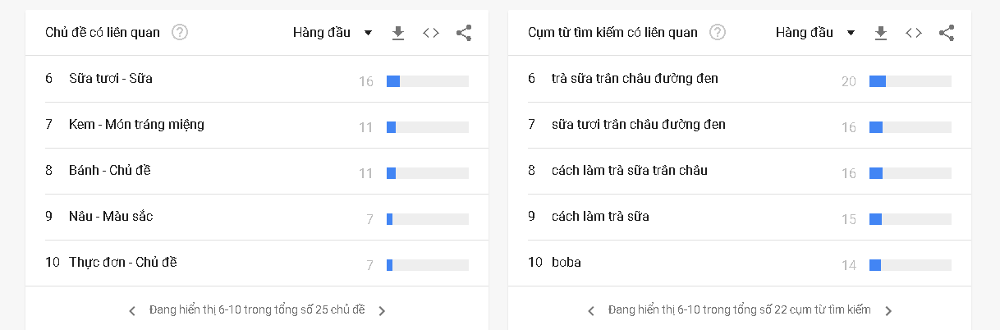 Chủ đề có liên quan
Hàng đầu
6 Sữa tươi - Sữa 16
7 Kem - Món tráng miệng 11
8 Bánh - Chủ đề 11
9 Nâu - Màu sắc 7
10 Thực đơn - Chủ đề 7
Đang hiển thị 6-10 trong tổng số 25 chủ đề
Cụm từ tìm kiếm có liên quan
Hàng đầu
6 trà sữa trân châu đường đen 20
7 sữa tươi trân châu đường đen 16
8 cách làm trà sữa trân châu 16
9 cách làm trà sữa 15
10 boba 14
Đang hiển thị 6-10 trong tổng số 22 cụm từ tìm kiếm